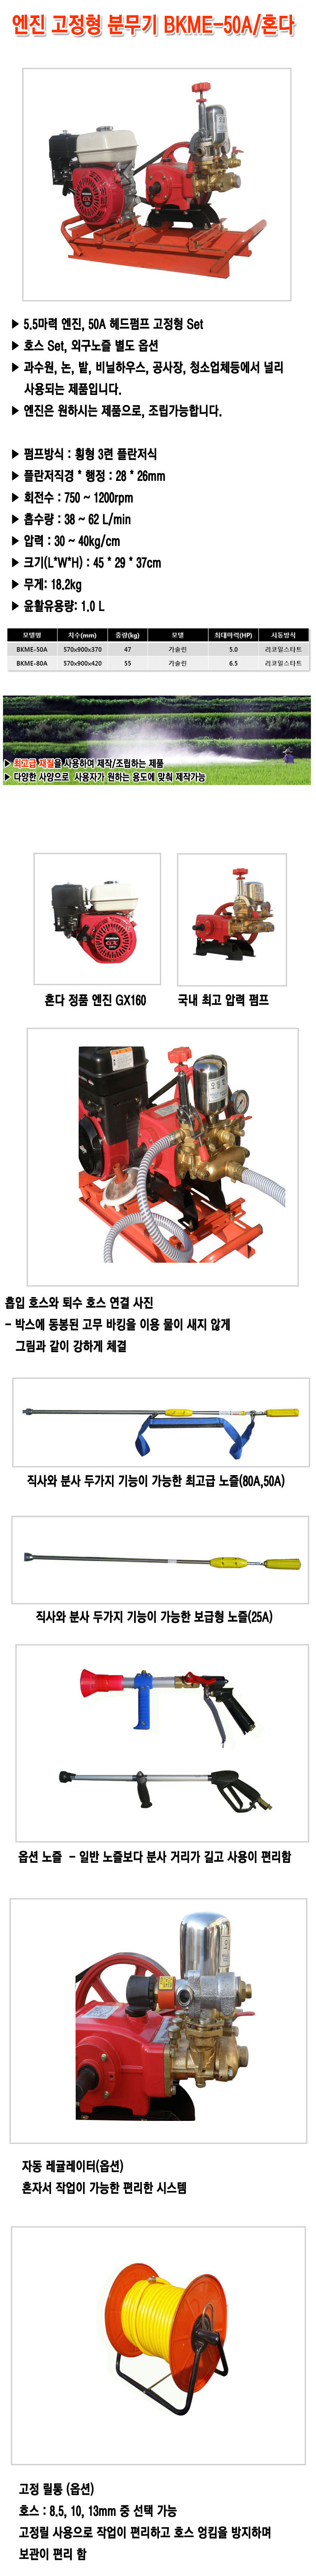 엔진 고정형 분무기 BKME-50A/혼다
▶ 5.5마력 엔진, 50A 헤드펌프 고정형 Set
▶ 호스 Set, 외구노즐 별도 옵션
▶ 과수원, 논, 밭, 비닐하우스, 공사장, 청소업체등에서 널리
사용되는 제품입니다.
▶ 엔진은 원하시는 제품으로, 조립가능합니다.
▶ 펌프방식 : 횡형 3련 플란저식
▶ 플란저직경 * 행정 : 28 * 26mm
▶ 회전수 : 750 ~ 1200rpm
▶ 흡수량 : 38 ~ 62 L/min
▶ 압력 : 30 ~ 40kg/cm
▶ 크기(L*W*H) : 45 * 29 * 37cm
▶ 무게: 18.2kg
▶ 윤활유용량: 1.0 L
모델명 치수(mm) 중량(kg) 모델 최대마력(HP) 시동방식
BKME-50A 570x900x370 47 가솔린 5.0 리코일스타트
BKME-80A 570x900x420 55 가솔린 6.5 리코일스타트
▶ 최고급 재질을 사용하여 제작/조립하는 제품
▶ 다양한 사양으로 사용자가 원하는 용도에 맞춰 제작가능
혼다 정품 엔진 GX160 국내 최고 압력 펌프
흡입 호스와 퇴수 호스 연결 사진
- 박스에 동봉된 고무 바킹을 이용 물이 새지 않게
그림과 같이 강하게 체결
직사와 분사 두가지 기능이 가능한 최고급 노즐(80A,50A)
직사와 분사 두가지 기능이 가능한 보급형 노즐(25A)
옵션 노즐 - 일반 노즐보다 분사 거리가 길고 사용이 편리함
자동 레귤레이터(옵션)
혼자서 작업이 가능한 편리한 시스템
고정 릴통 (옵션)
호스 : 8.5, 10, 13mm 중 선택 가능
고정릴 사용으로 작업이 편리하고 호스 엉킴을 방지하며
보관이 편리 함